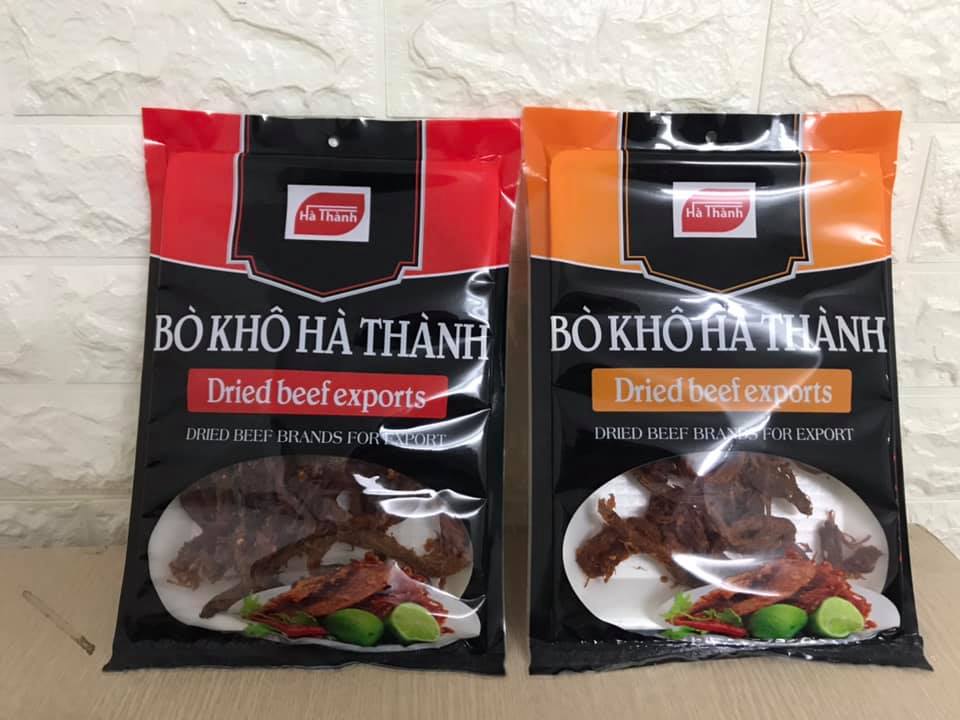 Hà Thành
BÒ KHÔ HÀ THÀNH
Dried beef exports
DRIED BEEF BRANDS FOR EXPORT
Hà Thành
BÒ KHÔ HÀ THÀNH
Dried beef exports
DRIED BEEF BRANDS FOR EXPORT